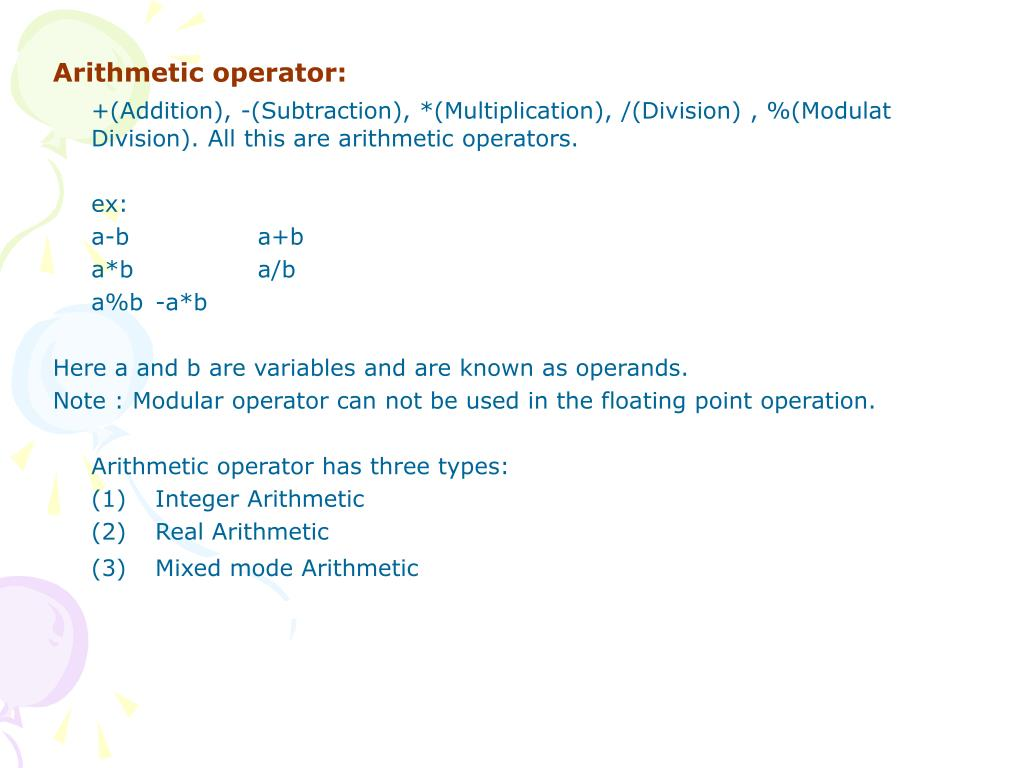 Arithmetic operator:
+(Addition), -(Subtraction), *(Multiplication), /(Division) , %(Modulat
Division). All this are arithmetic operators.
ex:
a-b a+b
a*b a/b
a%b -a*b
Here a and b are variables and are known as operands.
Note : Modular operator can not be used in the floating point operation.
Arithmetic operator has three types:
(1) Integer Arithmetic
(2) Real Arithmetic
(3) Mixed mode Arithmetic